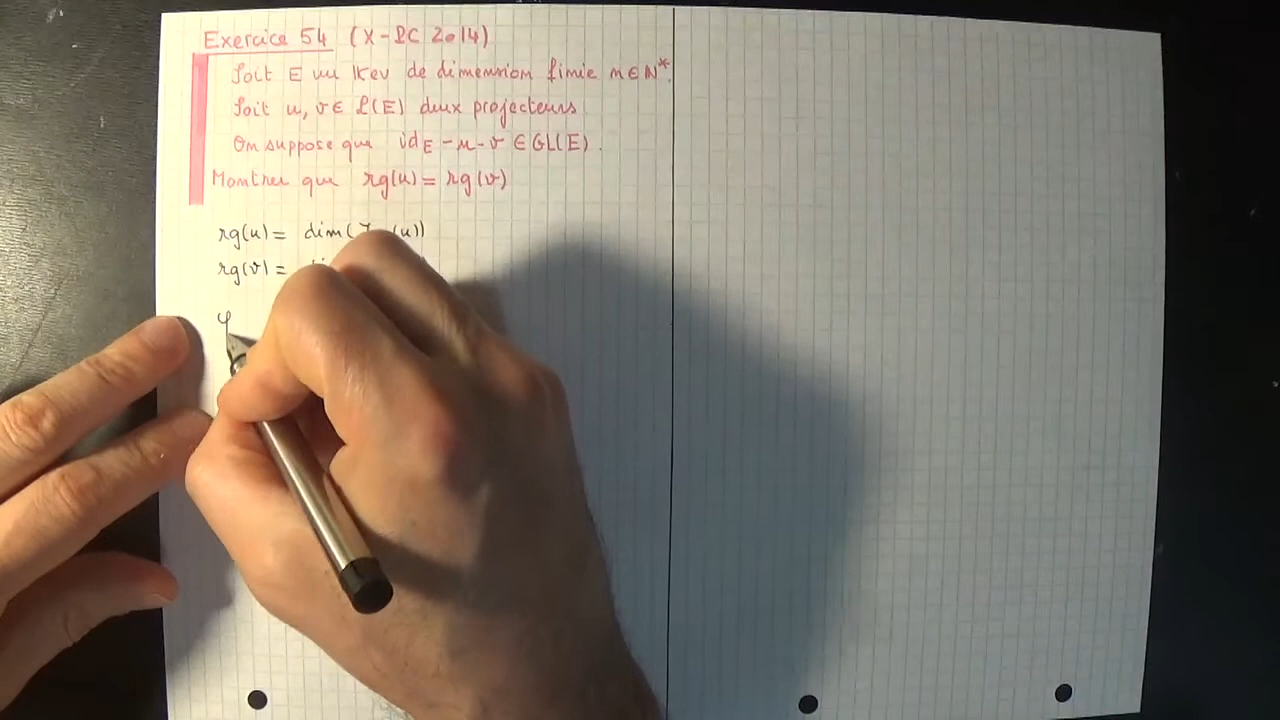 Exercice 54 (X-PC 2014)
Soit E un Kev de dimension finie n ∈ N*.
Soit u, v ∈ L(E) deux projecteurs
On suppose que id_E - u - v ∈ GL(E).
Montrer que rg(u) = rg(v)
rg(u) = dim( (u))
rg(v) =
φ